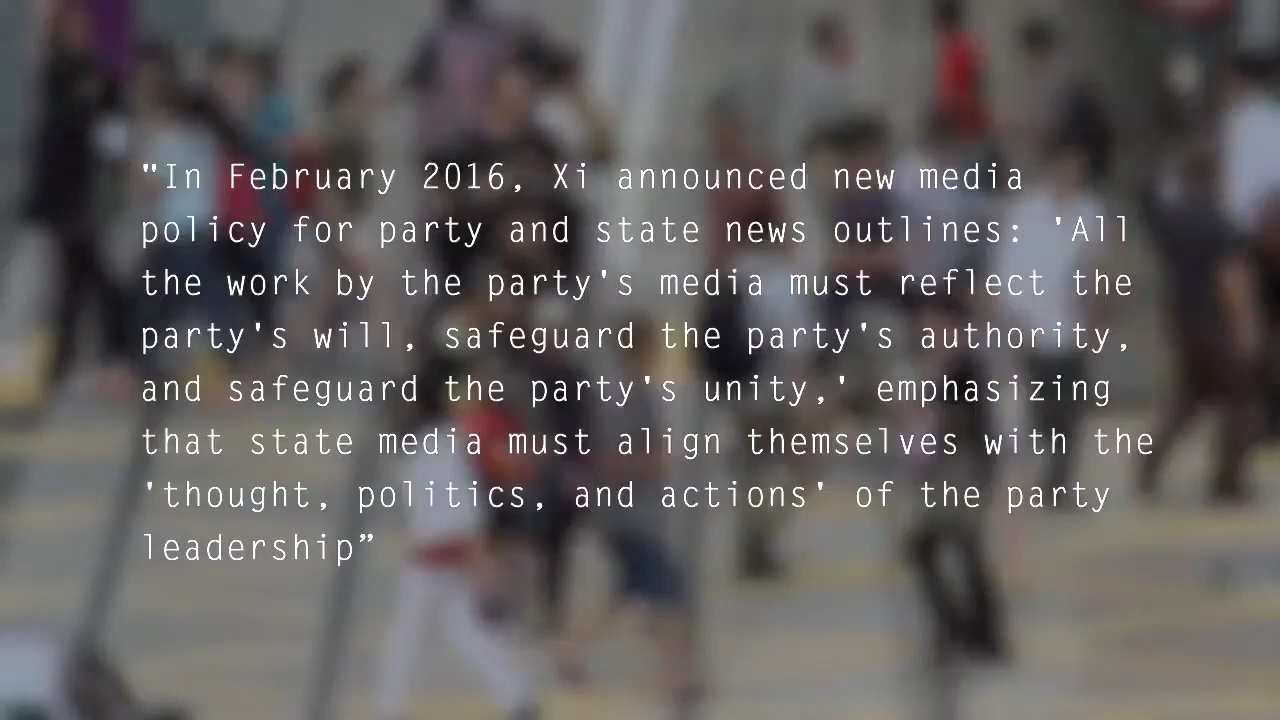 "In February 2016, Xi announced new media
policy for party and state news outlines: 'All
the work by the party's media must reflect the
party's will, safeguard the party's authority,
and safeguard the party's unity,' emphasizing
that state media must align themselves with the
'thought, politics, and actions' of the party
leadership”